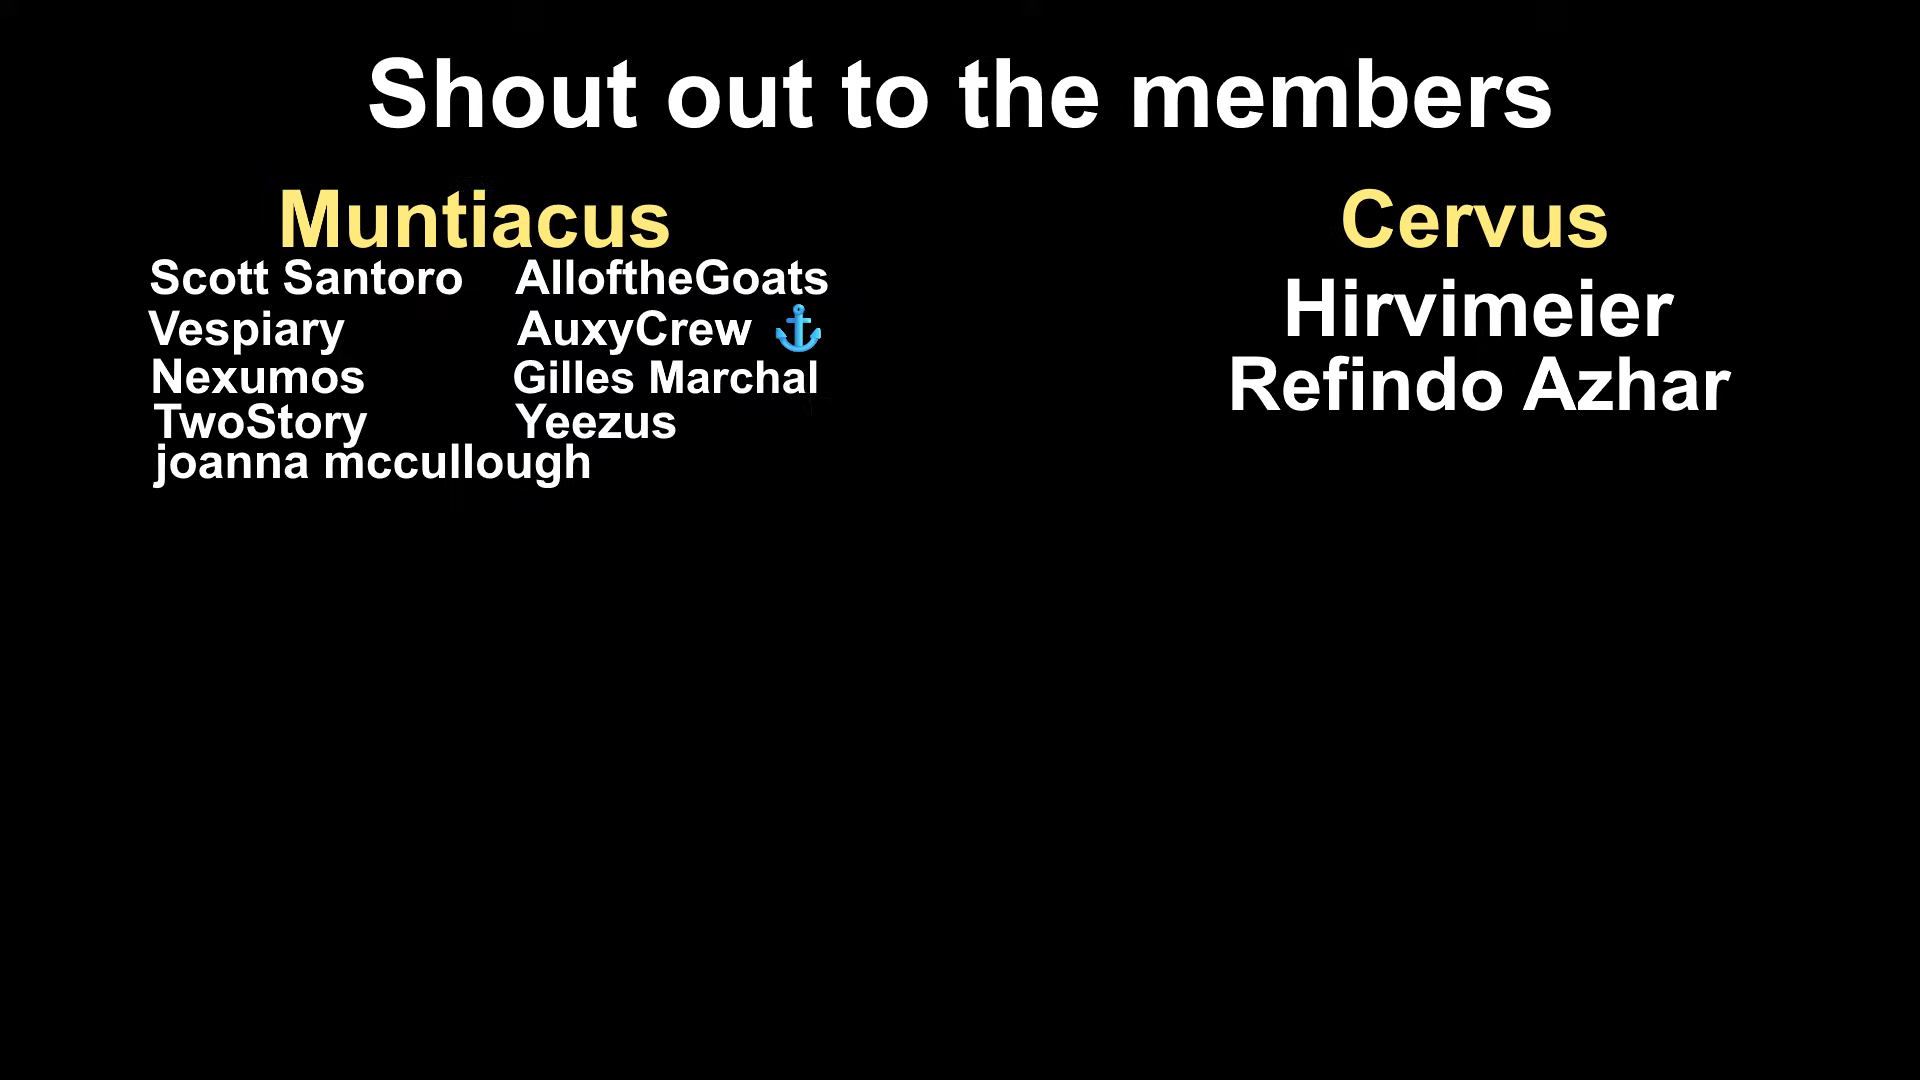 Shout out to the members
Muntiacus
Scott Santoro AlloftheGoats
Vespiary AuxyCrew ⚓
Nexumos Gilles Marchal
TwoStory Yeezus
joanna mccullough
Cervus
Hirvimeier
Refindo Azhar